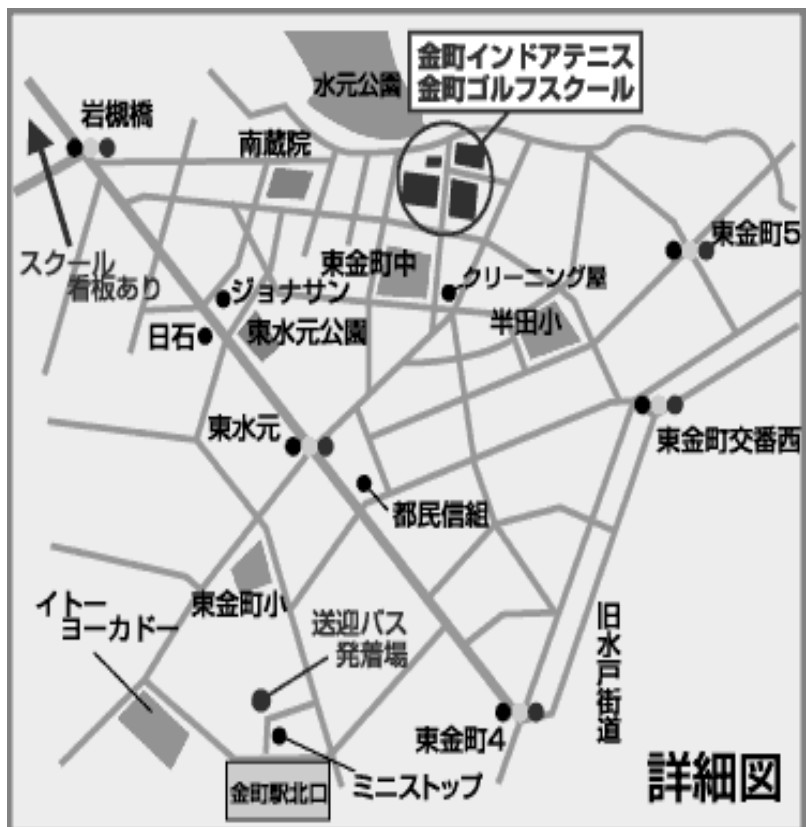 金町インドアテニス
金町ゴルフスクール
水元公園
岩槻橋
南蔵院
スクール
看板あり
東金町中
クリーニング屋
東金町5
ジョナサン
日石
東水元公園
半田小
東水元
東金町交番西
都民信組
東金町小
イトー
ヨーカドー
送迎バス
発着場
旧水戸街道
東金町4
ミニストップ
金町駅北口
詳細図